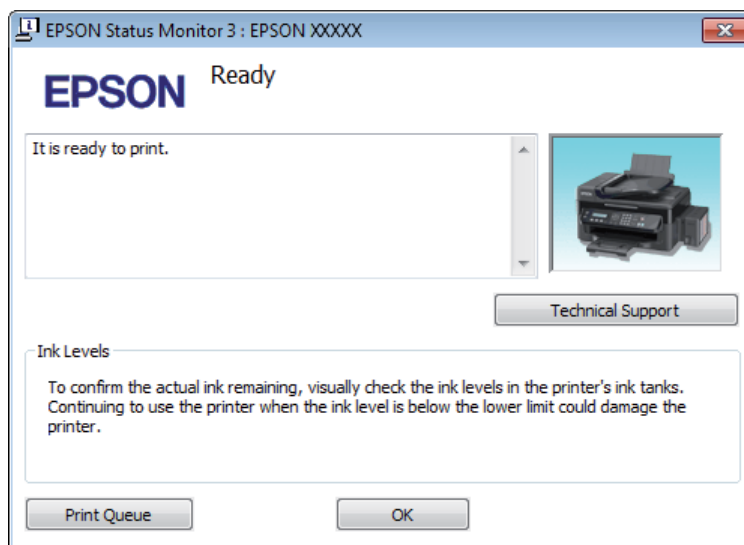 EPSON Status Monitor 3 : EPSON XXXXX
EPSON
Ready
It is ready to print.
Technical Support
Ink Levels
To confirm the actual ink remaining, visually check the ink levels in the printer's ink tanks.
Continuing to use the printer when the ink level is below the lower limit could damage the
printer.
Print Queue
OK